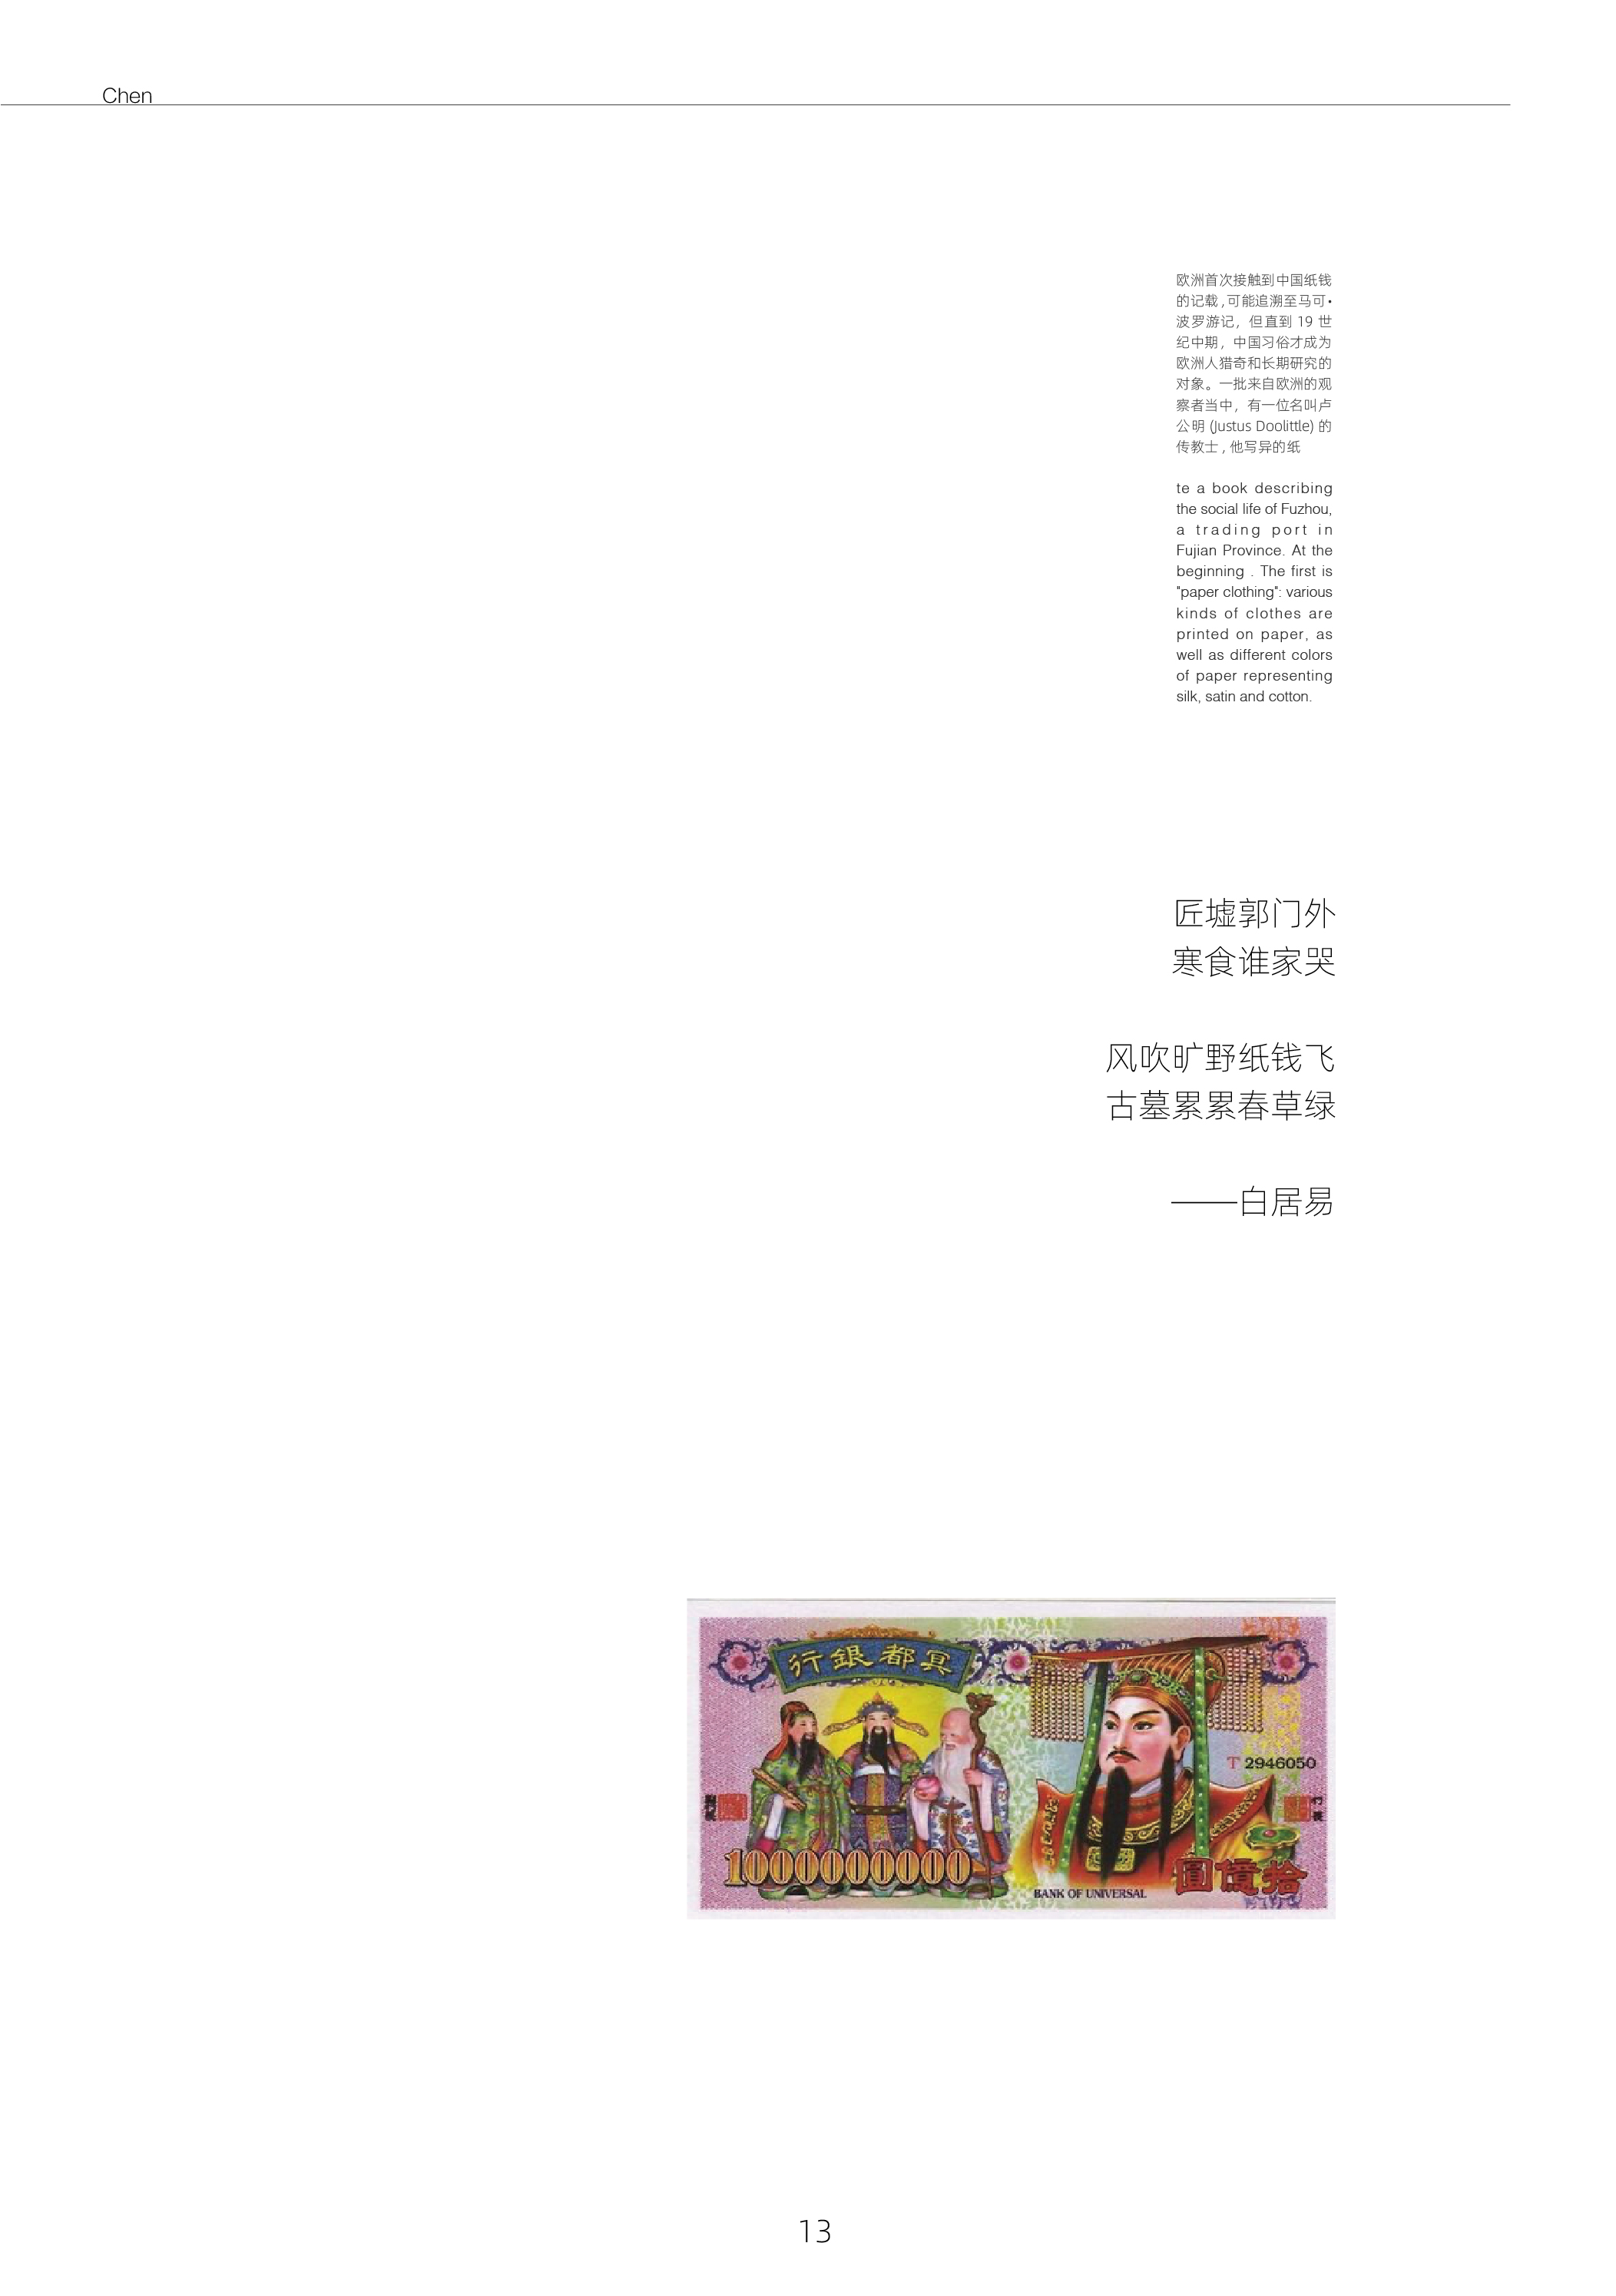 Chen
欧洲首次接触到中国纸钱
的记载,可能追溯至马可•
波罗游记，但直到 19 世
纪中期，中国习俗才成为
欧洲人猎奇和长期研究的
对象。一批来自欧洲的观
察者当中，有一位名叫卢
公明 (Justus Doolittle) 的
传教士 , 他写异的纸
te a book describing
the social life of Fuzhou,
a trading port in
Fujian Province. At the
beginning . The first is
"paper clothing": various
kinds of clothes are
printed on paper, as
well as different colors
of paper representing
silk, satin and cotton.
匠墟郭门外
寒食谁家哭
风吹旷野纸钱飞
古墓累累春草绿
——白居易
行銀都冥
T 2946050
1000000000
BANK OF UNIVERSAL
圓億拾
13